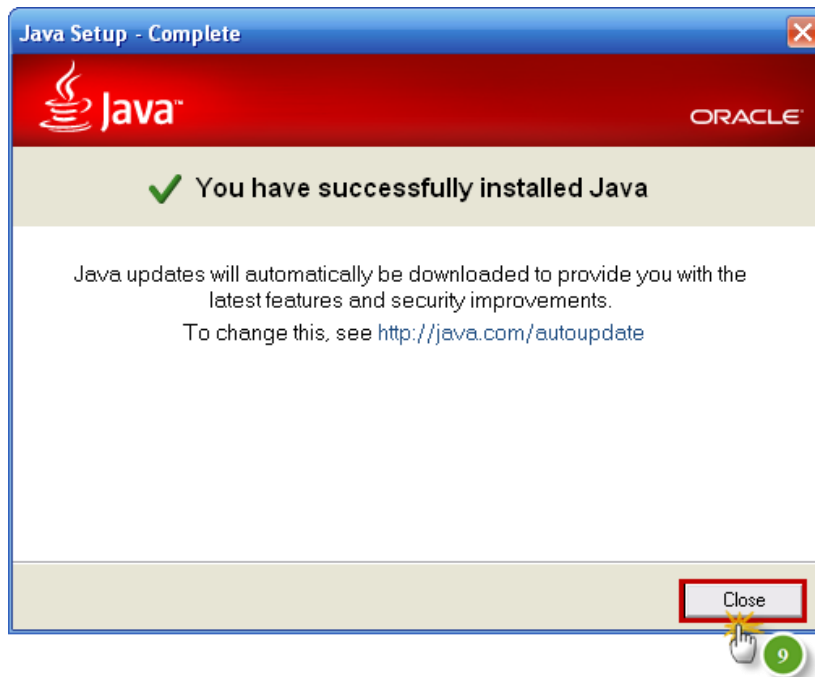 Java Setup - Complete
Java™
ORACLE
You have successfully installed Java
Java updates will automatically be downloaded to provide you with the
latest features and security improvements.
To change this, see http://java.com/autoupdate
Close
9